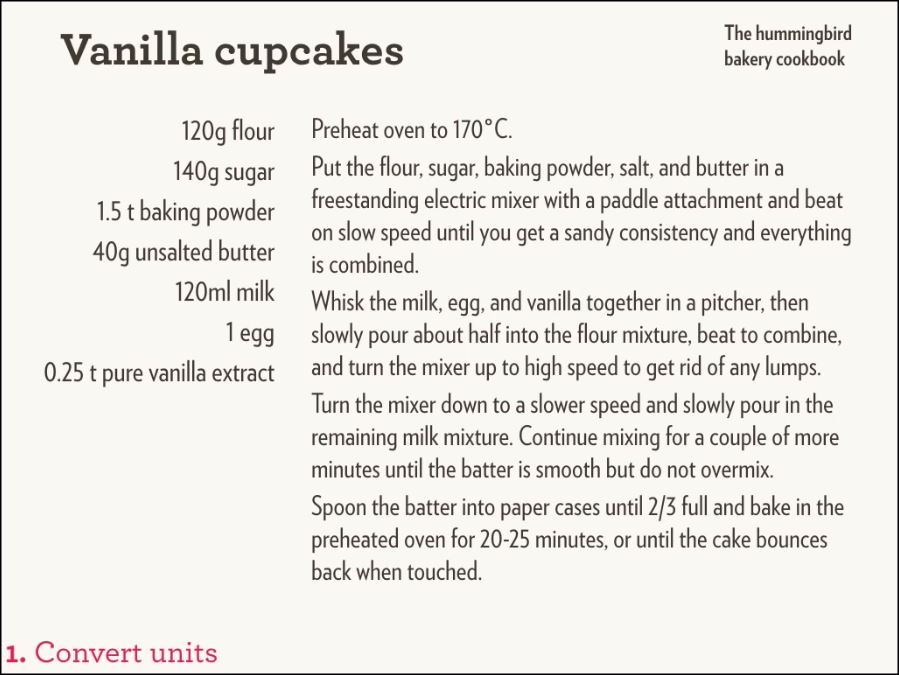 Vanilla cupcakes
The hummingbird
bakery cookbook
120g flour
140g sugar
1.5 t baking powder
40g unsalted butter
120ml milk
1 egg
0.25 t pure vanilla extract
Preheat oven to 170°C.
Put the flour, sugar, baking powder, salt, and butter in a
freestanding electric mixer with a paddle attachment and beat
on slow speed until you get a sandy consistency and everything
is combined.
Whisk the milk, egg, and vanilla together in a pitcher, then
slowly pour about half into the flour mixture, beat to combine,
and turn the mixer up to high speed to get rid of any lumps.
Turn the mixer down to a slower speed and slowly pour in the
remaining milk mixture. Continue mixing for a couple of more
minutes until the batter is smooth but do not overmix.
Spoon the batter into paper cases until 2/3 full and bake in the
preheated oven for 20-25 minutes, or until the cake bounces
back when touched.
1. Convert units